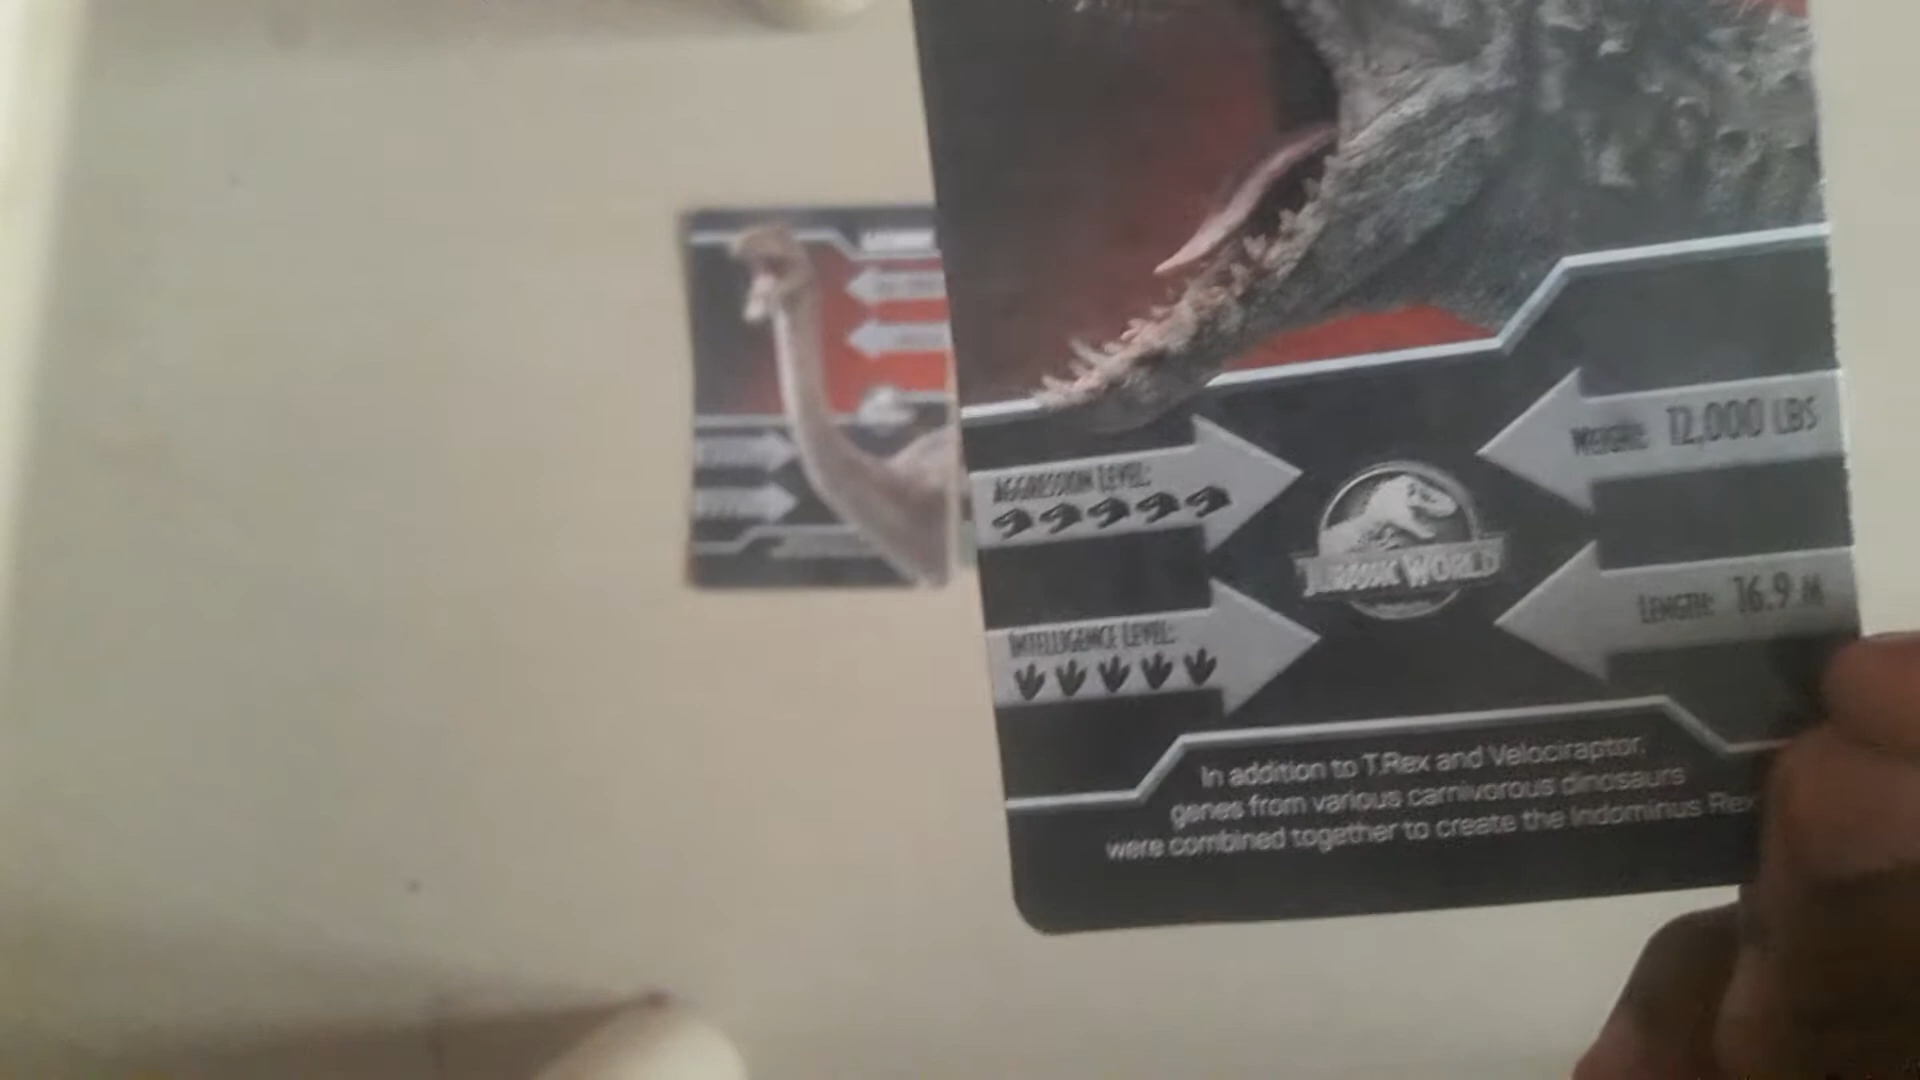 AGGRESSION LEVEL:
WEIGHT: 12,000 LBS
JURASSIC WORLD
INTELLIGENCE LEVEL:
LENGTH: 16.9 M
In addition to T.Rex and Velociraptor,
genes from various carnivorous dinosaurs
were combined together to create the Indominus Rex